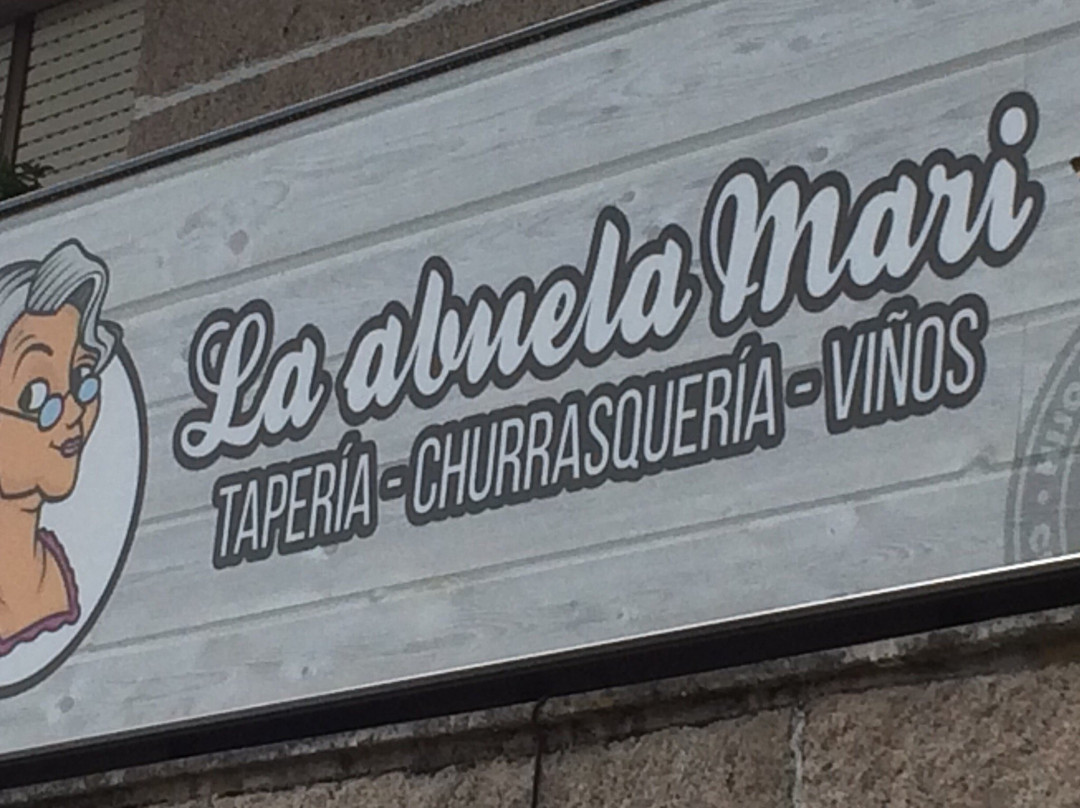 La abuela Mari
TAPERÍA - CHURRASQUERÍA - VIÑOS